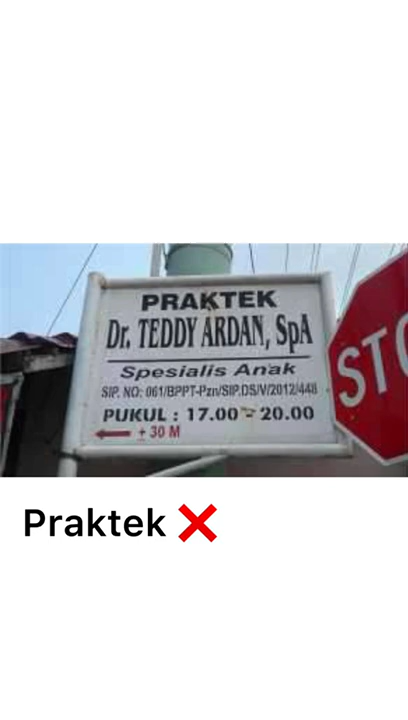 PRAKTEK
Dr. TEDDY ARDAN, SpA
Spesialis Anak
SIP. NO: 061/BPPT-Pzn/SIP.DS/V/2012/448
PUKUL : 17.00 ~ 20.00
← ± 30 M
STO
Praktek ❌